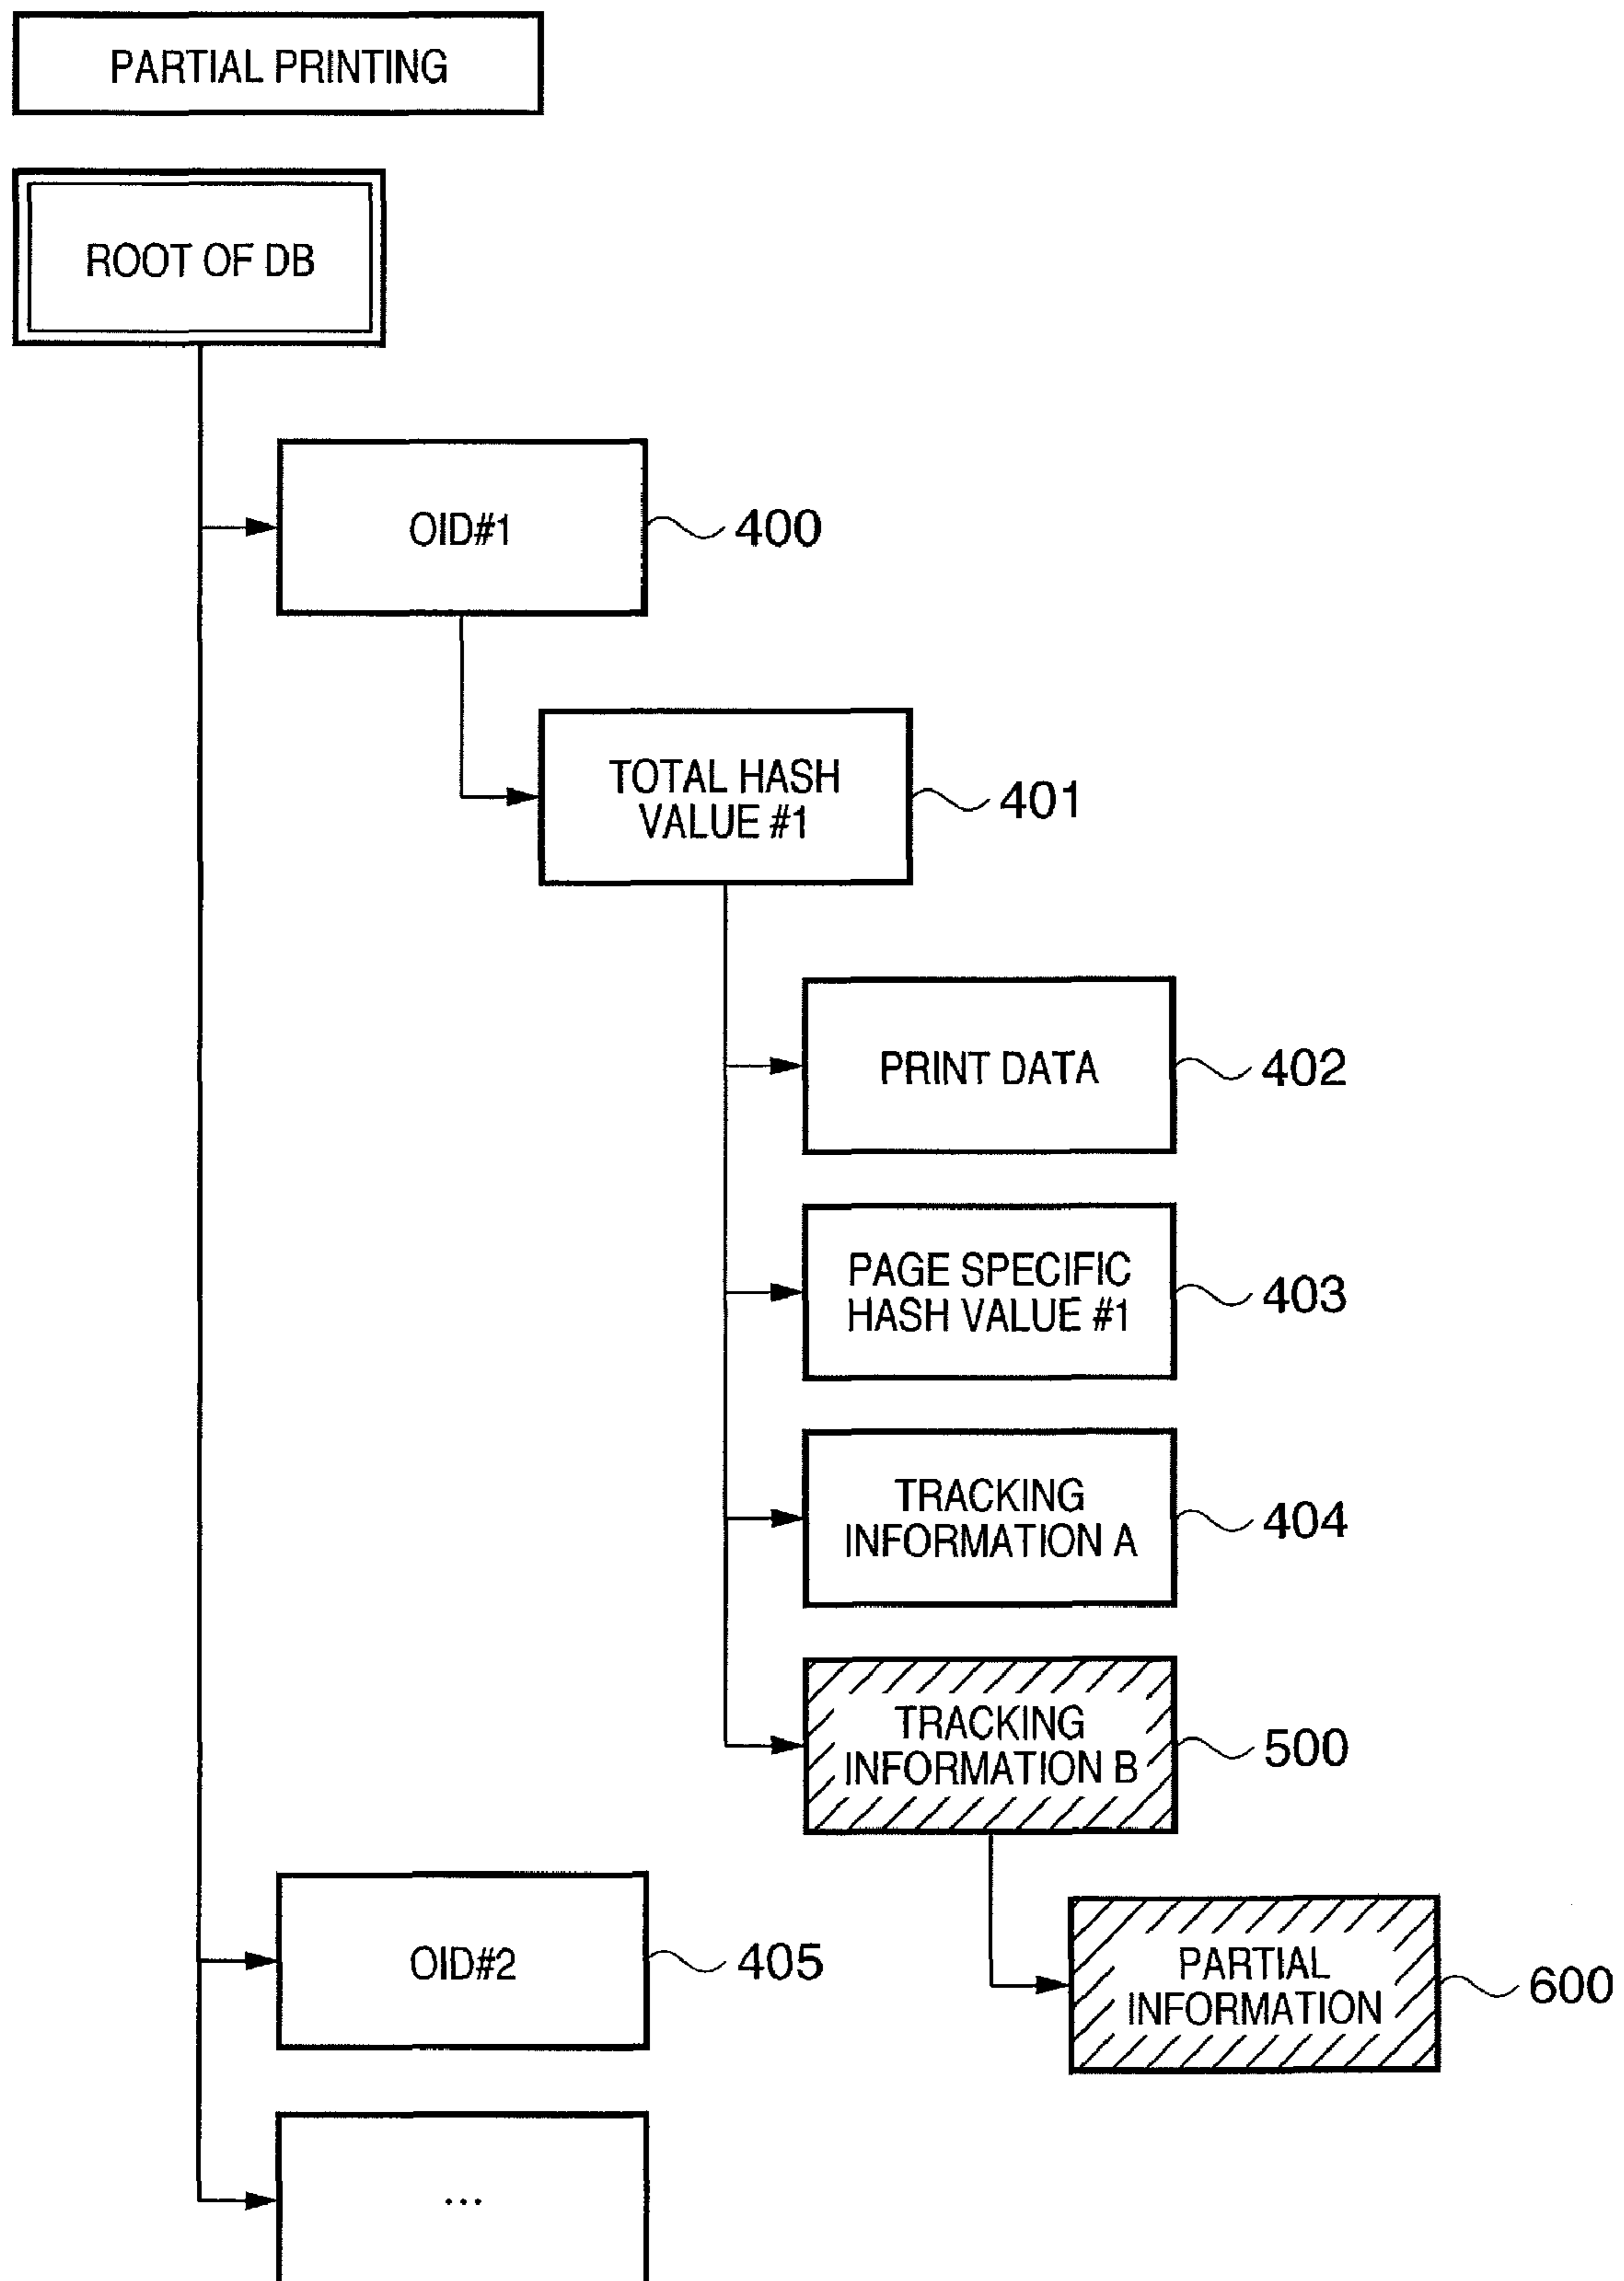 PARTIAL PRINTING
ROOT OF DB
OID#1
400
TOTAL HASH
VALUE #1
401
PRINT DATA
402
PAGE SPECIFIC
HASH VALUE #1
403
TRACKING
INFORMATION A
404
TRACKING
INFORMATION B
500
OID#2
405
PARTIAL
INFORMATION
600
...